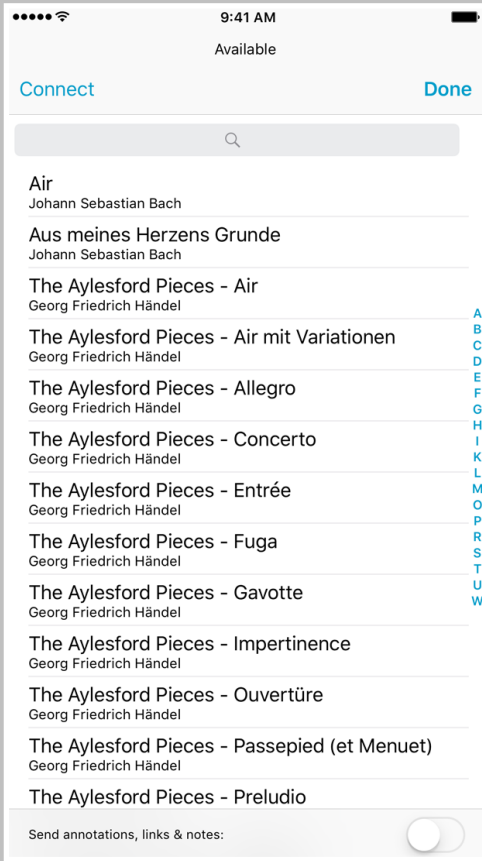 9:41 AM
Available
Connect
Done
Air
Johann Sebastian Bach
Aus meines Herzens Grunde
Johann Sebastian Bach
The Aylesford Pieces - Air
Georg Friedrich Händel
The Aylesford Pieces - Air mit Variationen
Georg Friedrich Händel
The Aylesford Pieces - Allegro
Georg Friedrich Händel
The Aylesford Pieces - Concerto
Georg Friedrich Händel
The Aylesford Pieces - Entrée
Georg Friedrich Händel
The Aylesford Pieces - Fuga
Georg Friedrich Händel
The Aylesford Pieces - Gavotte
Georg Friedrich Händel
The Aylesford Pieces - Impertinence
Georg Friedrich Händel
The Aylesford Pieces - Ouvertüre
Georg Friedrich Händel
The Aylesford Pieces - Passepied (et Menuet)
Georg Friedrich Händel
The Aylesford Pieces - Preludio
A
B
C
D
E
F
G
H
I
K
L
M
O
P
R
S
T
U
W
Send annotations, links & notes: